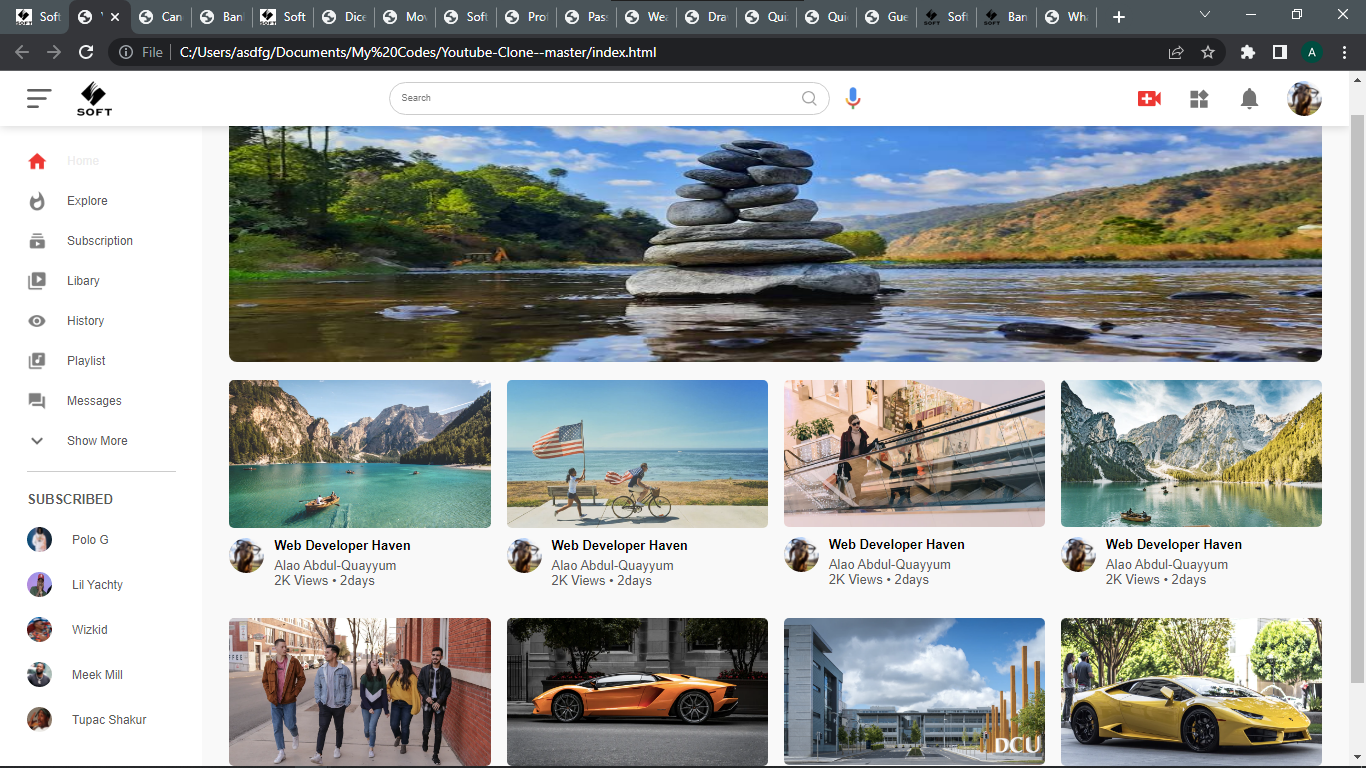 Soft
Y
Can
Ban
Soft
Dice
Mov
Soft
Pro
Pas
Wea
Dra
Qui
Qui
Gue
Soft
Ban
Wha
File
C:/Users/asdfg/Documents/My%20Codes/Youtube-Clone--master/index.html
A
SOFT
Search
Home
Explore
Subscription
Libary
History
Playlist
Messages
Show More
SUBSCRIBED
Polo G
Lil Yachty
Wizkid
Meek Mill
Tupac Shakur
Web Developer Haven
Alao Abdul-Quayyum
2K Views • 2days
Web Developer Haven
Alao Abdul-Quayyum
2K Views • 2days
Web Developer Haven
Alao Abdul-Quayyum
2K Views • 2days
Web Developer Haven
Alao Abdul-Quayyum
2K Views • 2days
DCU